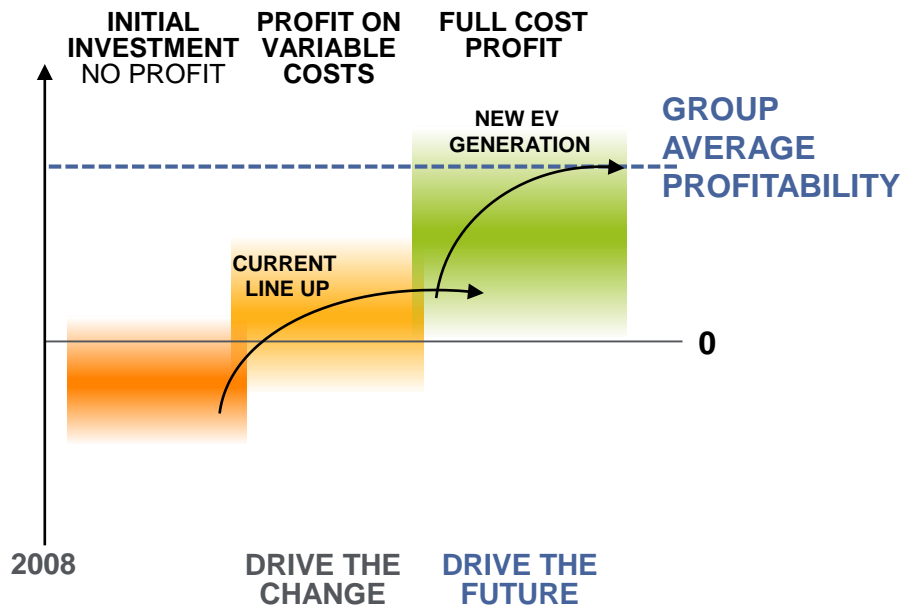 INITIAL
INVESTMENT
NO PROFIT
PROFIT ON
VARIABLE
COSTS
FULL COST
PROFIT
NEW EV
GENERATION
GROUP
AVERAGE
PROFITABILITY
CURRENT
LINE UP
0
2008
DRIVE THE
CHANGE
DRIVE THE
FUTURE